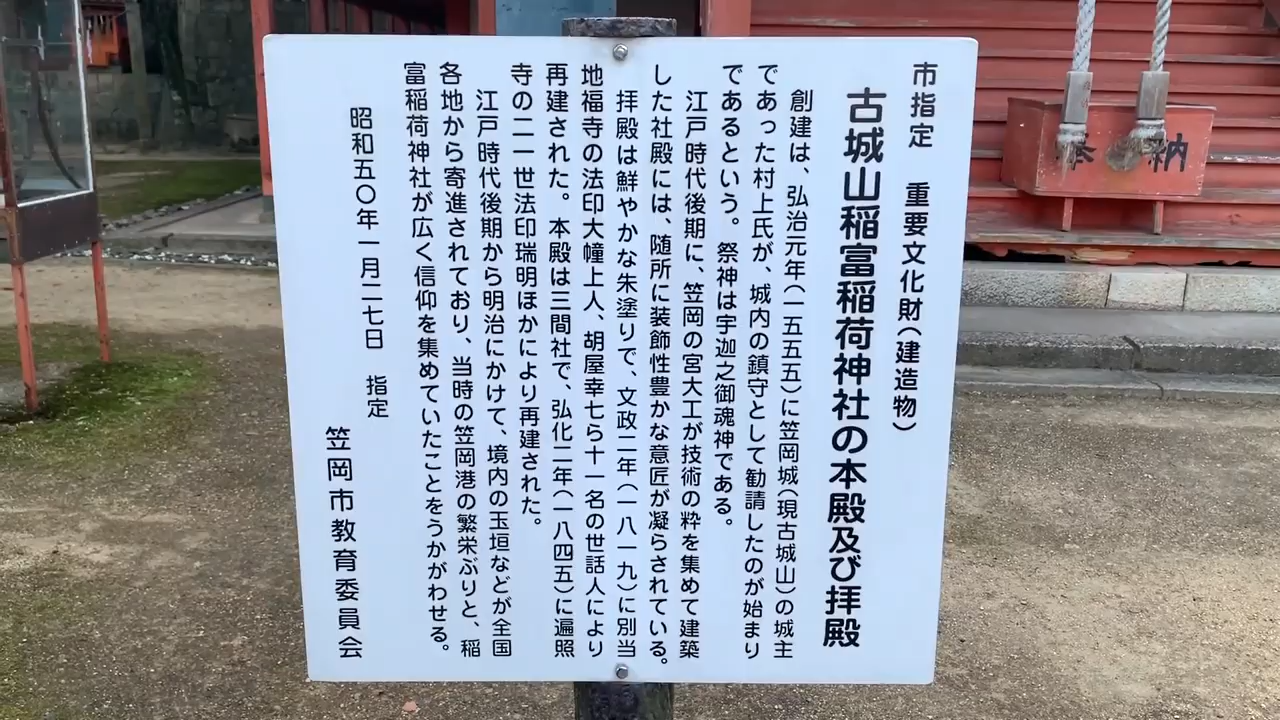 市指定 重要文化財(建造物)
古城山稲富稲荷神社の本殿及び拝殿
創建は、弘治元年(一五五五)に笠岡城(現古城山)の城主
であった村上氏が、城内の鎮守として勧請したのが始まり
であるという。祭神は宇迦之御魂神である。
江戸時代後期に、笠岡の宮大工が技術の粋を集めて建築
した社殿には、随所に装飾性豊かな意匠が凝らされている。
拝殿は鮮やかな朱塗りで、文政二年(一八一九)に別当
地福寺の法印大幢上人、胡屋幸七ら十一名の世話人により
再建された。本殿は三間社で、弘化二年(一八四五)に遍照
寺の二一世法印瑞明ほかにより再建された。
江戸時代後期から明治にかけて、境内の玉垣などが全国
各地から寄進されており、当時の笠岡港の繁栄ぶりと、稲
富稲荷神社が広く信仰を集めていたことをうかがわせる。
昭和五〇年一月二七日 指定
笠岡市教育委員会
奉納